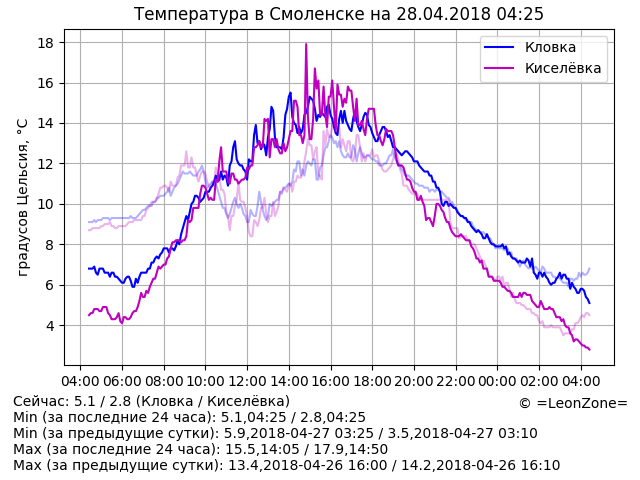 Температура в Смоленске на 28.04.2018 04:25
Кловка
Киселёвка
градусов Цельсия, °C
18
16
14
12
10
8
6
4
04:00 06:00 08:00 10:00 12:00 14:00 16:00 18:00 20:00 22:00 00:00 02:00 04:00
Сейчас: 5.1 / 2.8 (Кловка / Киселёвка)
© =LeonZone=
Min (за последние 24 часа): 5.1,04:25 / 2.8,04:25
Min (за предыдущие сутки): 5.9,2018-04-27 03:25 / 3.5,2018-04-27 03:10
Max (за последние 24 часа): 15.5,14:05 / 17.9,14:50
Max (за предыдущие сутки): 13.4,2018-04-26 16:00 / 14.2,2018-04-26 16:10